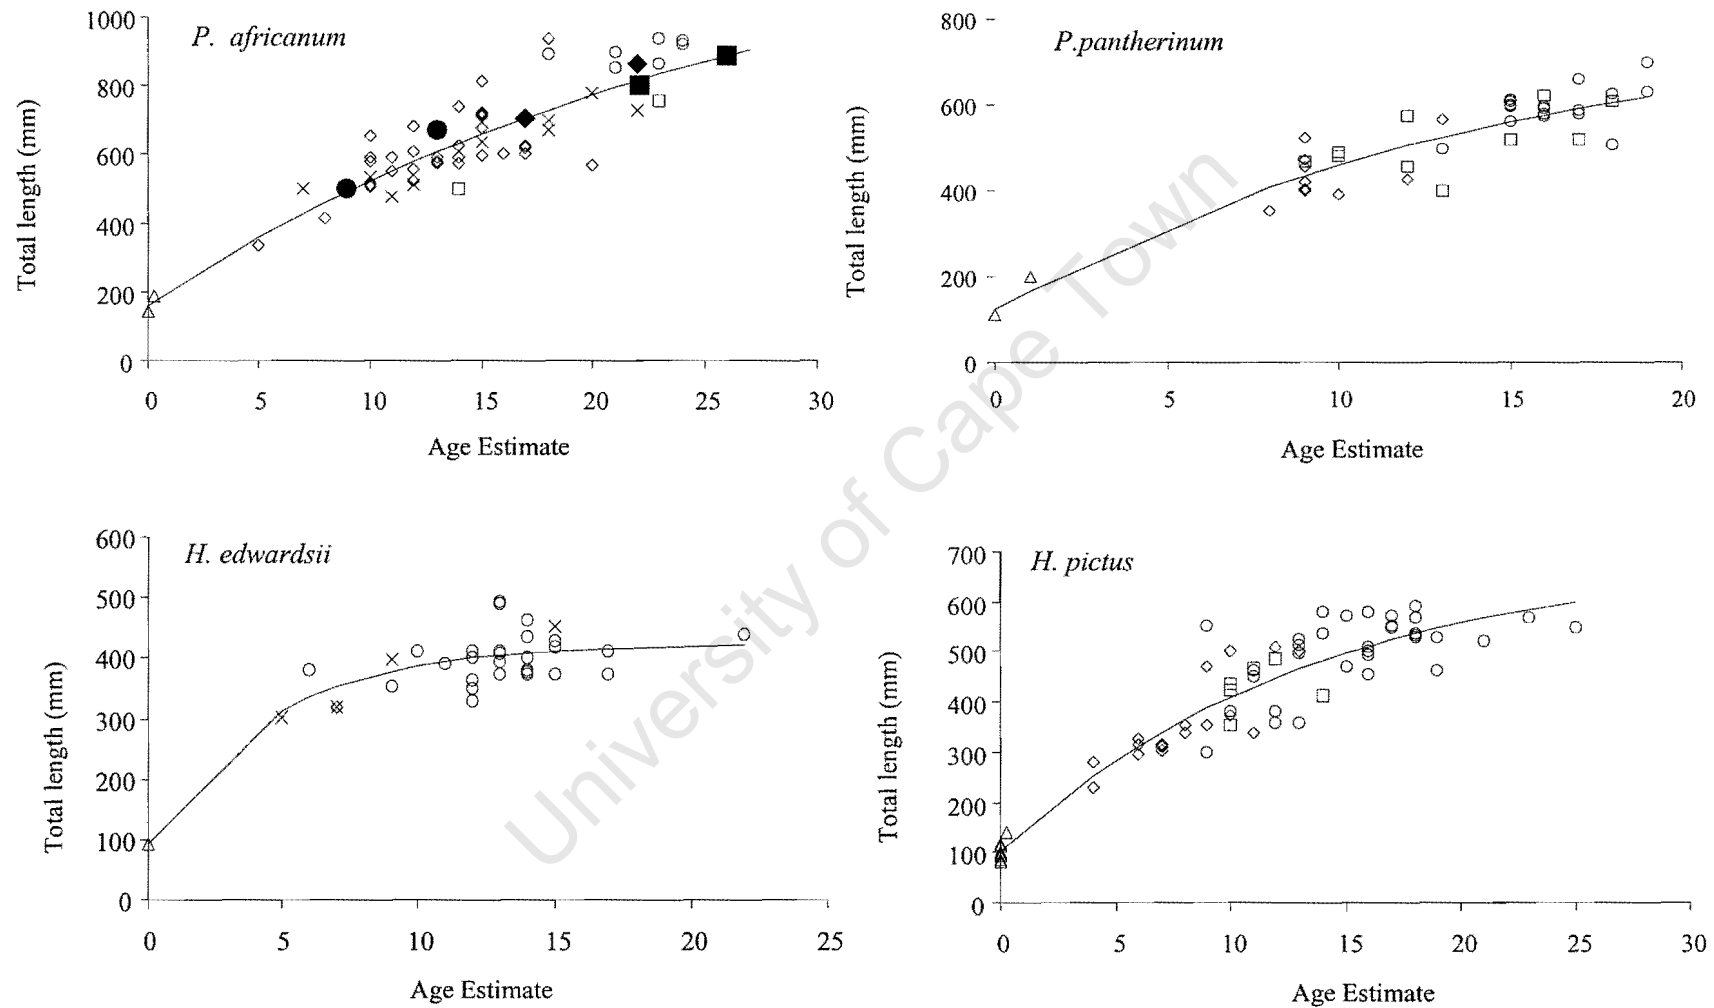 P. africanum
1000
800
600
400
200
0
Total length (mm)
0 5 10 15 20 25 30
Age Estimate
P.pantherinum
800
600
400
200
0
Total length (mm)
0 5 10 15 20
Age Estimate
H. edwardsii
600
500
400
300
200
100
0
Total length (mm)
0 5 10 15 20 25
Age Estimate
H. pictus
700
600
500
400
300
200
100
0
Total length (mm)
0 5 10 15 20 25 30
Age Estimate
University of Cape Town